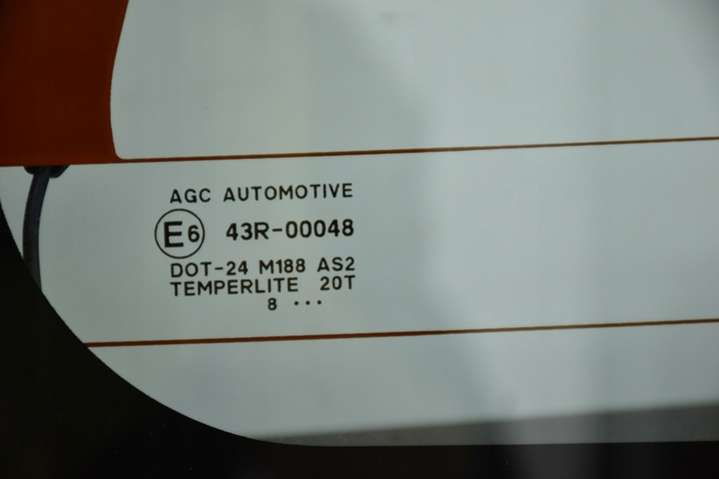 AGC AUTOMOTIVE
E6 43R-00048
DOT-24 M188 AS2
TEMPERLITE 20T
8 •••